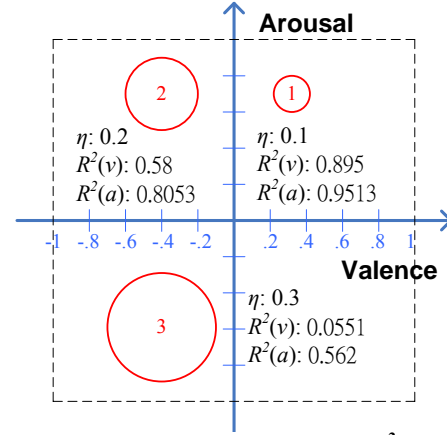 Arousal
2
1
η: 0.2
R²(v): 0.58
R²(a): 0.8053
η: 0.1
R²(v): 0.895
R²(a): 0.9513
-1 -.8 -.6 -.4 -.2 .2 .4 .6 .8 1
Valence
3
η: 0.3
R²(v): 0.0551
R²(a): 0.562